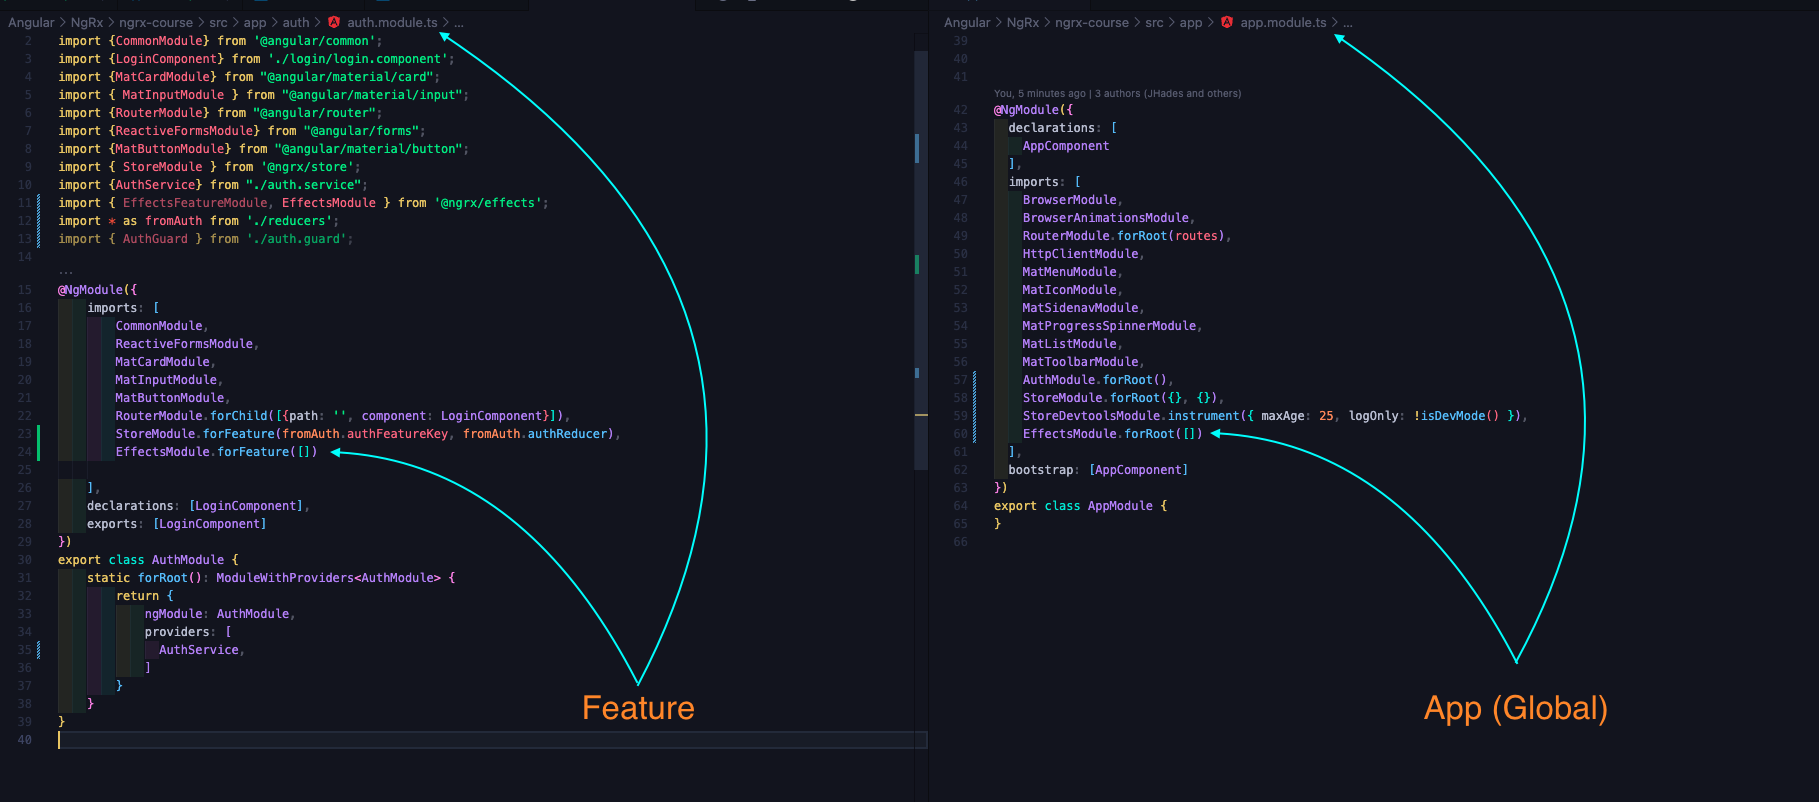 Angular > NgRx > ngrx-course > src > app > auth > auth.module.ts > ...
2 import {CommonModule} from '@angular/common';
3 import {LoginComponent} from './login/login.component';
4 import {MatCardModule} from "@angular/material/card";
5 import { MatInputModule } from "@angular/material/input";
6 import {RouterModule} from "@angular/router";
7 import {ReactiveFormsModule} from "@angular/forms";
8 import {MatButtonModule} from "@angular/material/button";
9 import { StoreModule } from '@ngrx/store';
10 import {AuthService} from "./auth.service";
11 import { EffectsFeatureModule, EffectsModule } from '@ngrx/effects';
12 import * as fromAuth from './reducers';
13 import { AuthGuard } from './auth.guard';
14
...
15 @NgModule({
16 imports: [
17 CommonModule,
18 ReactiveFormsModule,
19 MatCardModule,
20 MatInputModule,
21 MatButtonModule,
22 RouterModule.forChild([{path: '', component: LoginComponent}]),
23 StoreModule.forFeature(fromAuth.authFeatureKey, fromAuth.authReducer),
24 EffectsModule.forFeature([])
25
26 ],
27 declarations: [LoginComponent],
28 exports: [LoginComponent]
29 })
30 export class AuthModule {
31 static forRoot(): ModuleWithProviders<AuthModule> {
32 return {
33 ngModule: AuthModule,
34 providers: [
35 AuthService,
36 ]
37 }
38 }
39 }
40
Feature
Angular > NgRx > ngrx-course > src > app > app.module.ts > ...
39
40
41
You, 5 minutes ago | 3 authors (JHades and others)
42 @NgModule({
43 declarations: [
44 AppComponent
45 ],
46 imports: [
47 BrowserModule,
48 BrowserAnimationsModule,
49 RouterModule.forRoot(routes),
50 HttpClientModule,
51 MatMenuModule,
52 MatIconModule,
53 MatSidenavModule,
54 MatProgressSpinnerModule,
55 MatListModule,
56 MatToolbarModule,
57 AuthModule.forRoot(),
58 StoreModule.forRoot({}, {}),
59 StoreDevtoolsModule.instrument({ maxAge: 25, logOnly: !isDevMode() }),
60 EffectsModule.forRoot([])
61 ],
62 bootstrap: [AppComponent]
63 })
64 export class AppModule {
65 }
66
App (Global)